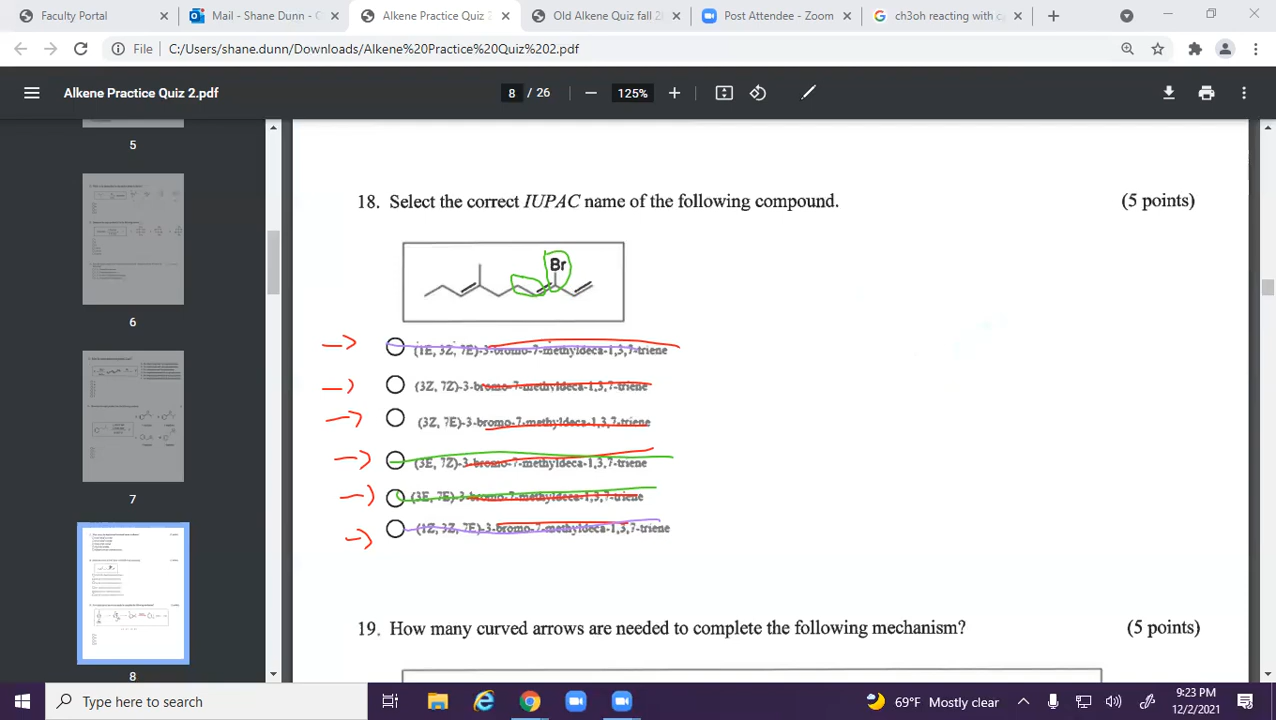 Faculty Portal
Mail - Shane Dunn - C
Alkene Practice Quiz 2
Old Alkene Quiz fall 2
Post Attendee - Zoom
ch3oh reacting with c
File
C:/Users/shane.dunn/Downloads/Alkene%20Practice%20Quiz%202.pdf
Alkene Practice Quiz 2.pdf
8 / 26
125%
5
6
7
8
18. Select the correct IUPAC name of the following compound. (5 points)
Br
(1E, 3Z, 7E)-3-bromo-7-methyldeca-1,3,7-triene
(3Z, 7Z)-3-bromo-7-methyldeca-1,3,7-triene
(3Z, 7E)-3-bromo-7-methyldeca-1,3,7-triene
(3E, 7Z)-3-bromo-7-methyldeca-1,3,7-triene
(3E, 7E)-3-bromo-7-methyldeca-1,3,7-triene
(1Z, 3Z, 7E)-3-bromo-7-methyldeca-1,3,7-triene
19. How many curved arrows are needed to complete the following mechanism? (5 points)
Type here to search
69°F Mostly clear
9:23 PM
12/2/2021